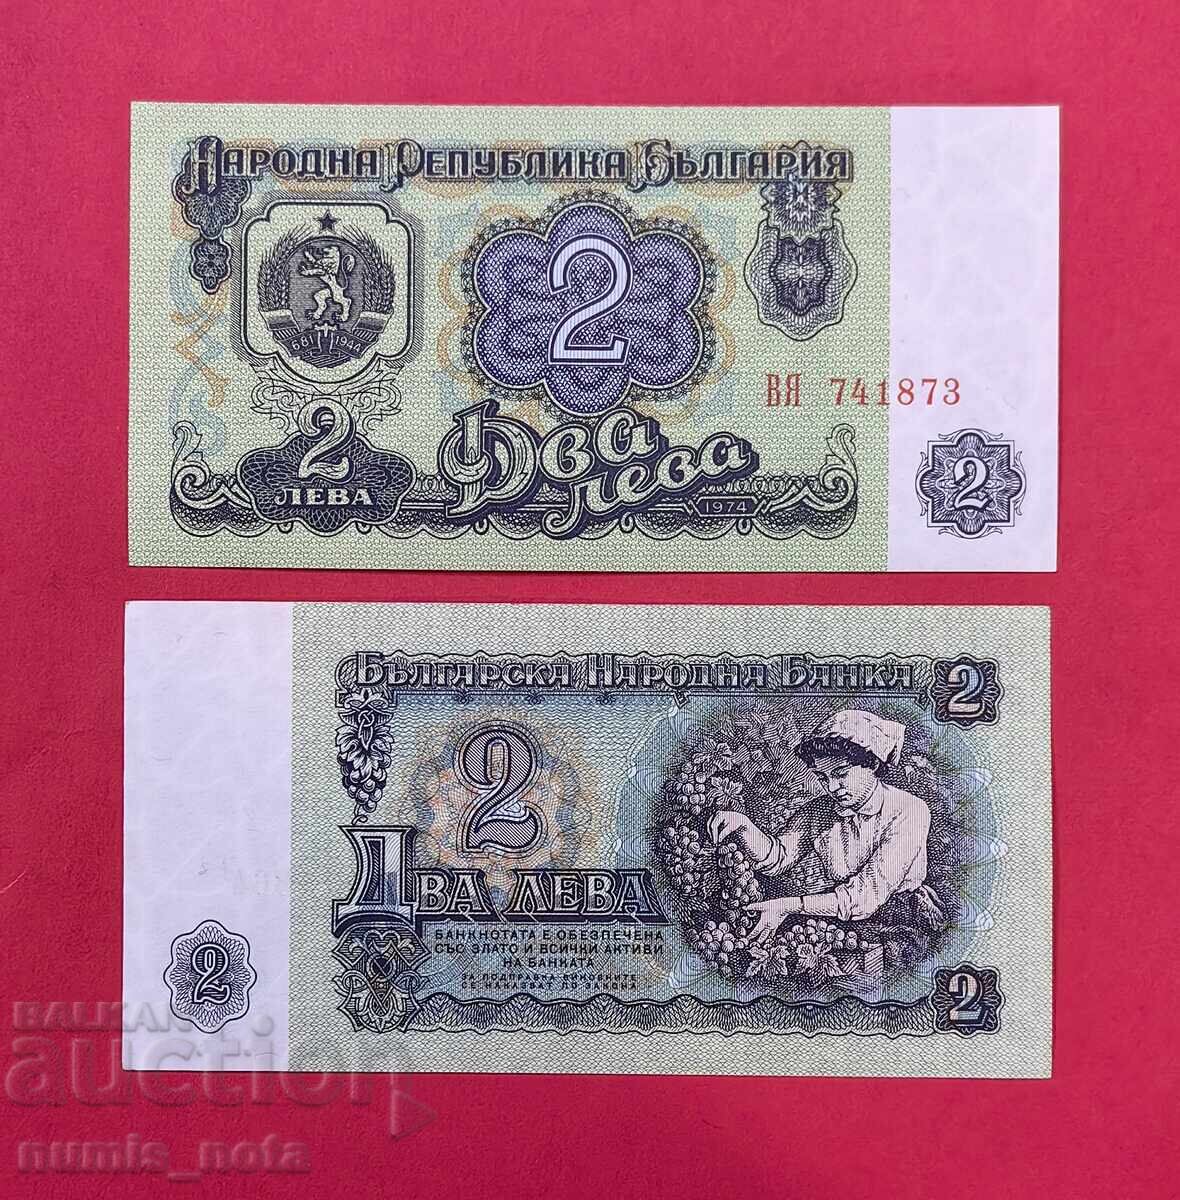 Народна Република България
681 1944
2
2
ЛЕВА
Два
лева
1974
ВЯ 741873
2
Българска Народна Банка
2
2
Два лева
БАНКНОТАТА Е ОБЕЗПЕЧЕНА
СЪС ЗЛАТО И ВСИЧКИ АКТИВИ
НА БАНКАТА
ЗА ПОДПРАВКА ВИНОВНИТЕ
СЕ НАКАЗВАТ ПО ЗАКОНА
2
2
BALKAN
auction
numis_nota